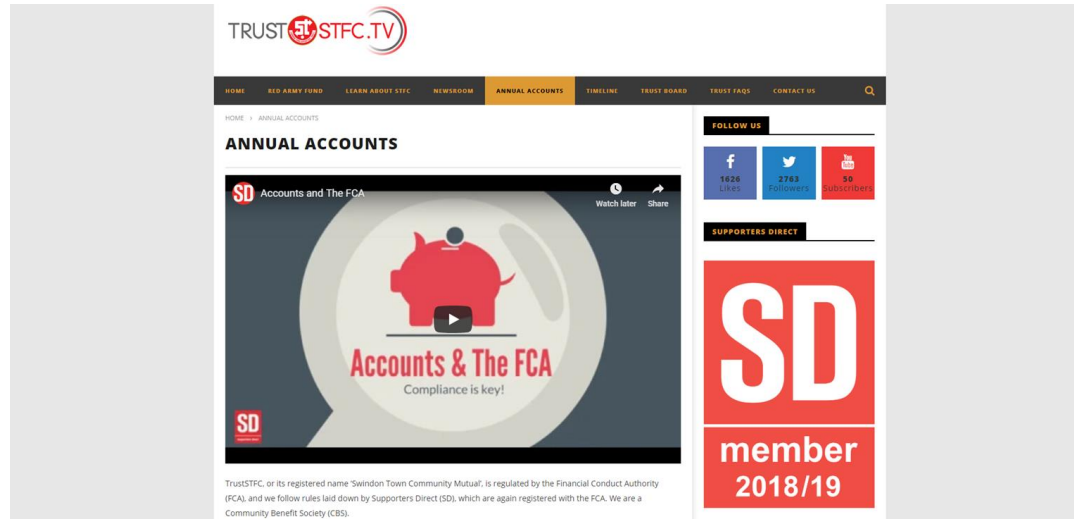 TRUST STFC.TV
HOME RED ARMY FUND LEARN ABOUT STFC NEWSROOM ANNUAL ACCOUNTS TIMELINE TRUST BOARD TRUST FAQS CONTACT US
HOME › ANNUAL ACCOUNTS
ANNUAL ACCOUNTS
SD Accounts and The FCA
Watch later Share
Accounts & The FCA
Compliance is key!
SD
TrustSTFC, or its registered name 'Swindon Town Community Mutual', is regulated by the Financial Conduct Authority
(FCA), and we follow rules laid down by Supporters Direct (SD), which are again registered with the FCA. We are a
Community Benefit Society (CBS).
FOLLOW US
1626 Likes
2763 Followers
You Tube
50 Subscribers
SUPPORTERS DIRECT
SD
member
2018/19